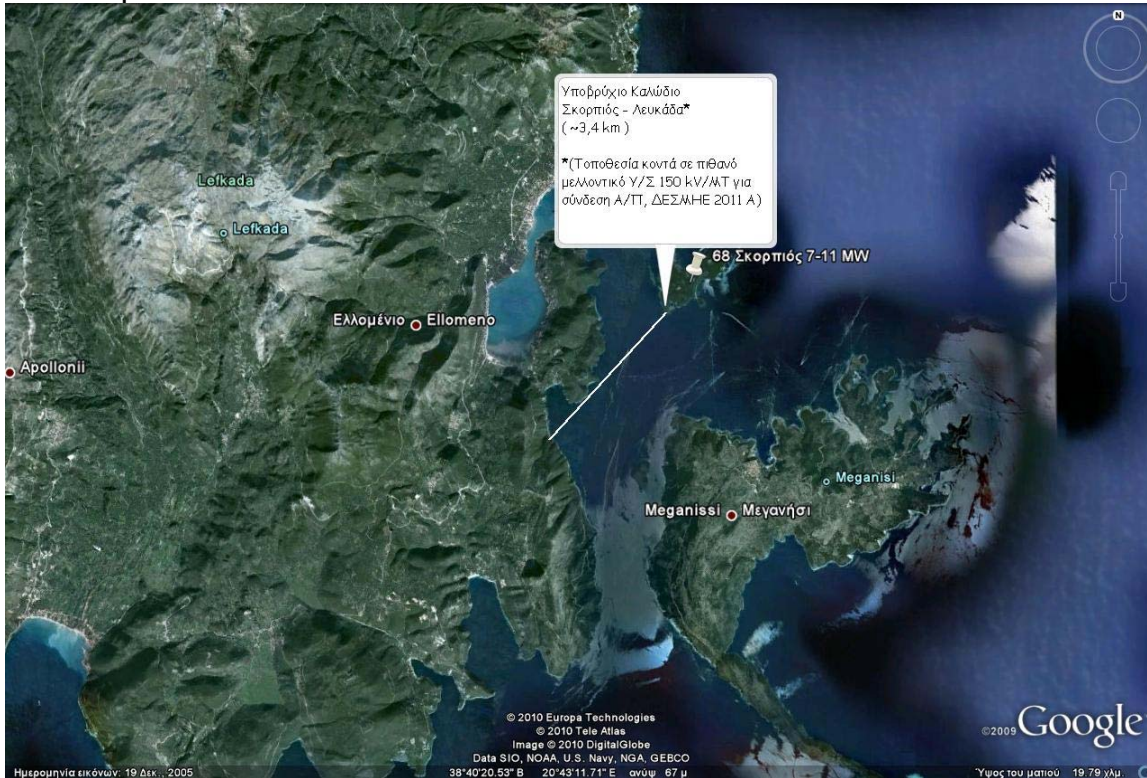 N
Υποβρύχιο Καλώδιο
Σκορπιός - Λευκάδα*
( ~3,4 km )
*(Τοποθεσία κοντά σε πιθανό
μελλοντικό Υ/Σ 150 kV/ΜΤ για
σύνδεση Α/Π, ΔΕΣΜΗΕ 2011 Α)
Lefkada
Lefkada
68 Σκορπιός 7-11 MW
Ελλομένιο Ellomeno
Apollonii
Meganisi
Meganissi Μεγανήσι
© 2010 Europa Technologies
© 2010 Tele Atlas
Image © 2010 DigitalGlobe
Data SIO, NOAA, U.S. Navy, NGA, GEBCO
©2009 Google
Ημερομηνία εικόνων: 19 Δεκ., 2005
38°40'20.53" Β 20°43'11.71" Ε ανύψ 67 μ
Ύψος του ματιού 19.79 χλμ